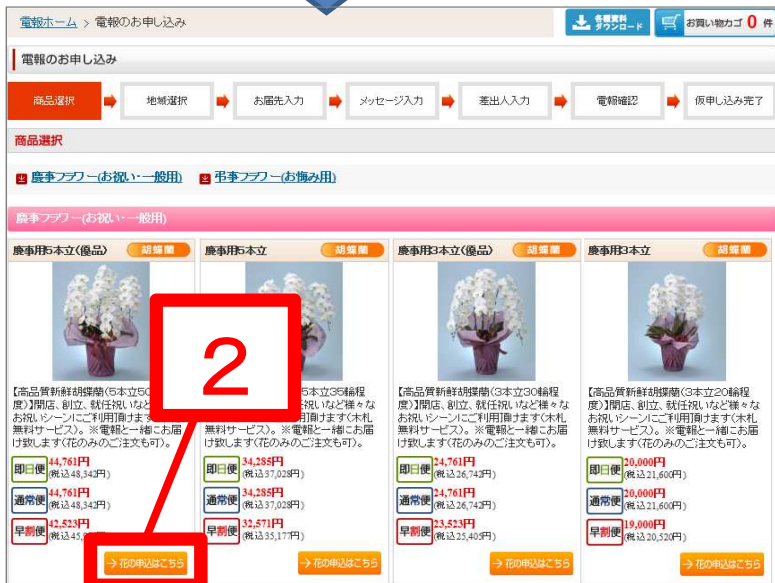 電報ホーム > 電報のお申し込み
各種資料
ダウンロード
お買い物カゴ 0 件
電報のお申し込み
商品選択
地域選択
お届先入力
メッセージ入力
差出人入力
電報確認
仮申し込み完了
商品選択
慶事フラワー(お祝い・一般用)
弔事フラワー(お悔み用)
慶事フラワー(お祝い・一般用)
慶事用5本立(優品)
胡蝶蘭
【高品質新鮮胡蝶蘭(5本立50
度)】開店、創立、就任祝いなど
お祝いシーンにご利用頂けます
無料サービス)。※電報と一
け致します(花のみのご注文
即日便 44,761円
(税込48,342円)
通常便 44,761円
(税込48,342円)
早割便 42,523円
(税込45,
→花の申込はこちら
慶事用5本立
胡蝶蘭
5本立35輪程
祝いなど様々な
用頂けます(木札
無料サービス)。※電報と一緒にお届
け致します(花のみのご注文も可)。
即日便 34,285円
(税込37,028円)
通常便 34,285円
(税込37,028円)
早割便 32,571円
(税込35,177円)
→花の申込はこちら
慶事用3本立(優品)
胡蝶蘭
【高品質新鮮胡蝶蘭(3本立30輪程
度)】開店、創立、就任祝いなど様々な
お祝いシーンにご利用頂けます(木札
無料サービス)。※電報と一緒にお届
け致します(花のみのご注文も可)。
即日便 24,761円
(税込26,742円)
通常便 24,761円
(税込26,742円)
早割便 23,523円
(税込25,405円)
→花の申込はこちら
慶事用3本立
胡蝶蘭
【高品質新鮮胡蝶蘭(3本立20輪程
度)】開店、創立、就任祝いなど様々な
お祝いシーンにご利用頂けます(木札
無料サービス)。※電報と一緒にお届
け致します(花のみのご注文も可)。
即日便 20,000円
(税込21,600円)
通常便 20,000円
(税込21,600円)
早割便 19,000円
(税込20,520円)
→花の申込はこちら
2